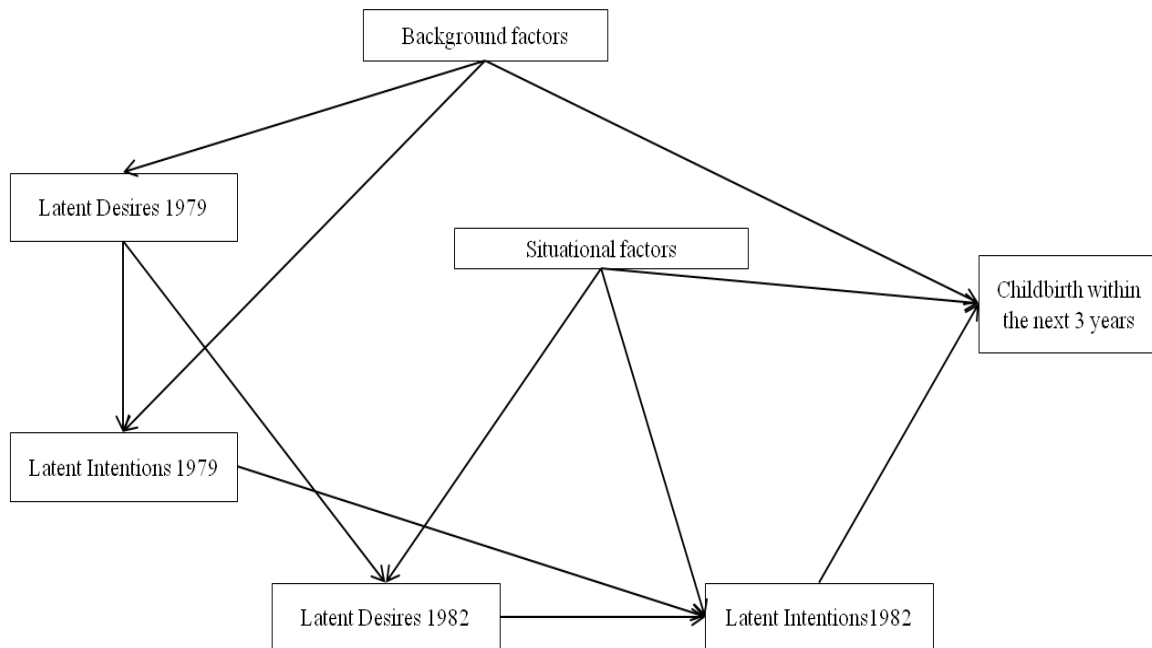 Background factors
Latent Desires 1979
Situational factors
Childbirth within
the next 3 years
Latent Intentions 1979
Latent Desires 1982
Latent Intentions1982